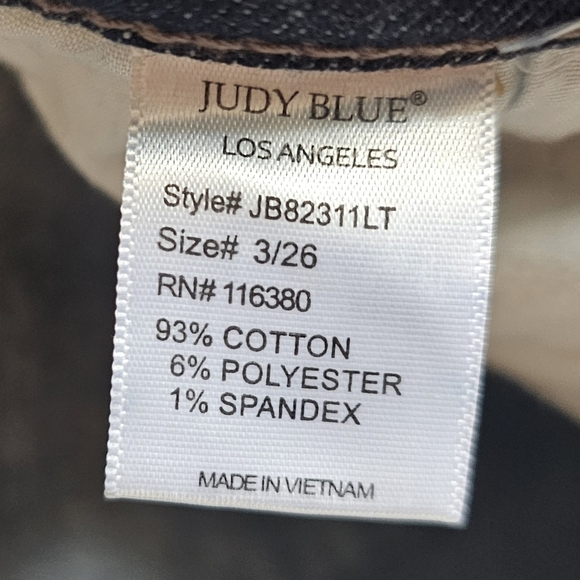 JUDY BLUE®
LOS ANGELES
Style# JB82311LT
Size# 3/26
RN# 116380
93% COTTON
6% POLYESTER
1% SPANDEX
MADE IN VIETNAM